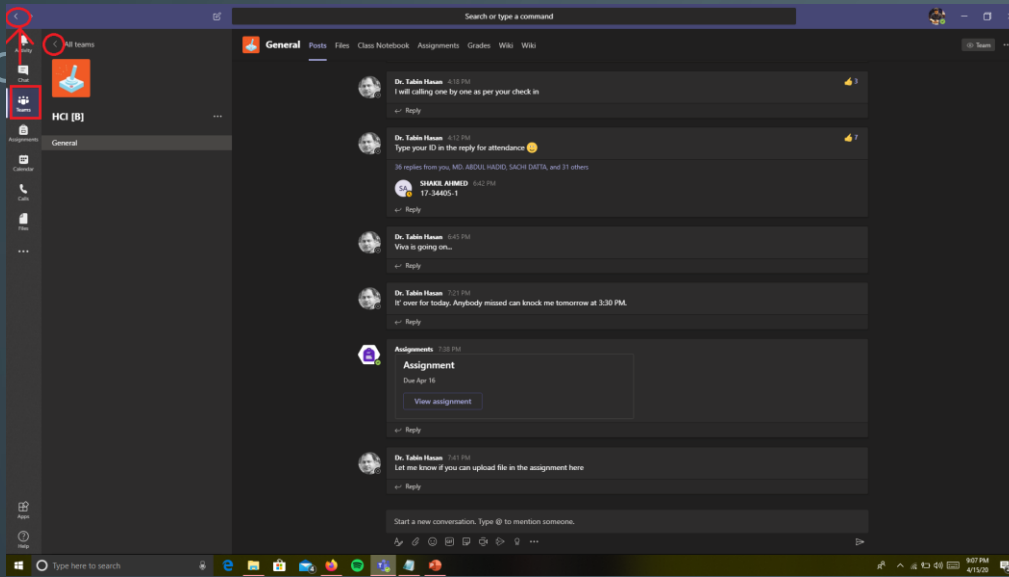 Search or type a command
Activity
Chat
Teams
Assignments
Calendar
Calls
Files
Apps
Help
All teams
HCI [B]
General
General Posts Files Class Notebook Assignments Grades Wiki Wiki
Team
Dr. Tabin Hasan 4:18 PM
3
I will calling one by one as per your check in
Reply
Dr. Tabin Hasan 4:12 PM
7
Type your ID in the reply for attendance
36 replies from you, MD. ABDUL HADID, SACHI DATTA, and 31 others
SA
SHAKIL AHMED 6:42 PM
17-34405-1
Reply
Dr. Tabin Hasan 6:45 PM
Viva is going on...
Reply
Dr. Tabin Hasan 7:21 PM
It' over for today. Anybody missed can knock me tomorrow at 3:30 PM.
Reply
Assignments 7:38 PM
Assignment
Due Apr 16
View assignment
Reply
Dr. Tabin Hasan 7:41 PM
Let me know if you can upload file in the assignment here
Reply
Start a new conversation. Type @ to mention someone.
Type here to search
9:07 PM
4/15/20